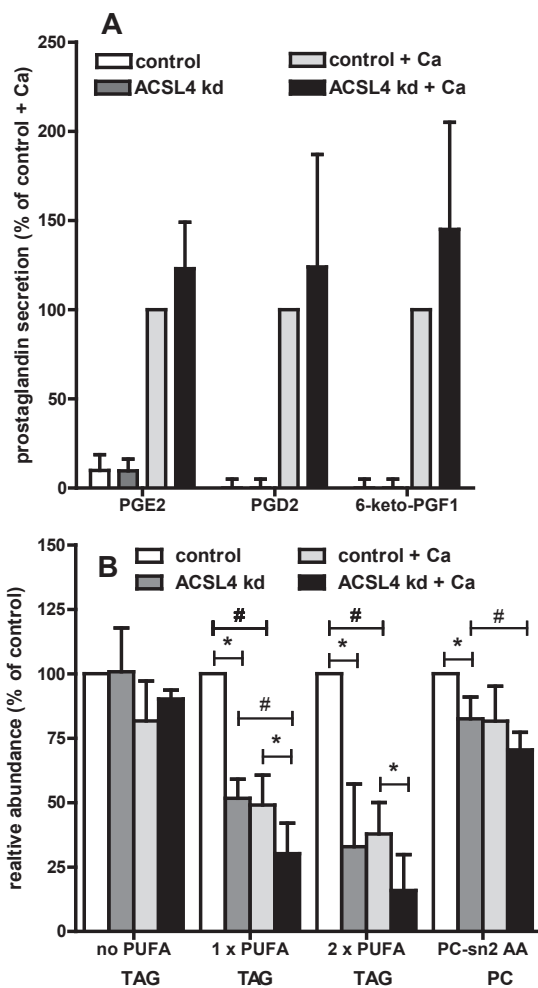 A
control
control + Ca
ACSL4 kd
ACSL4 kd + Ca
prostaglandin secretion (% of control + Ca)
250
200
150
100
50
0
PGE2 PGD2 6-keto-PGF1
B
control
control + Ca
ACSL4 kd
ACSL4 kd + Ca
realtive abundance (% of control)
150
125
100
75
50
25
0
# # #
* * *
#
* *
no PUFA 1 x PUFA 2 x PUFA PC-sn2 AA
TAG TAG TAG PC